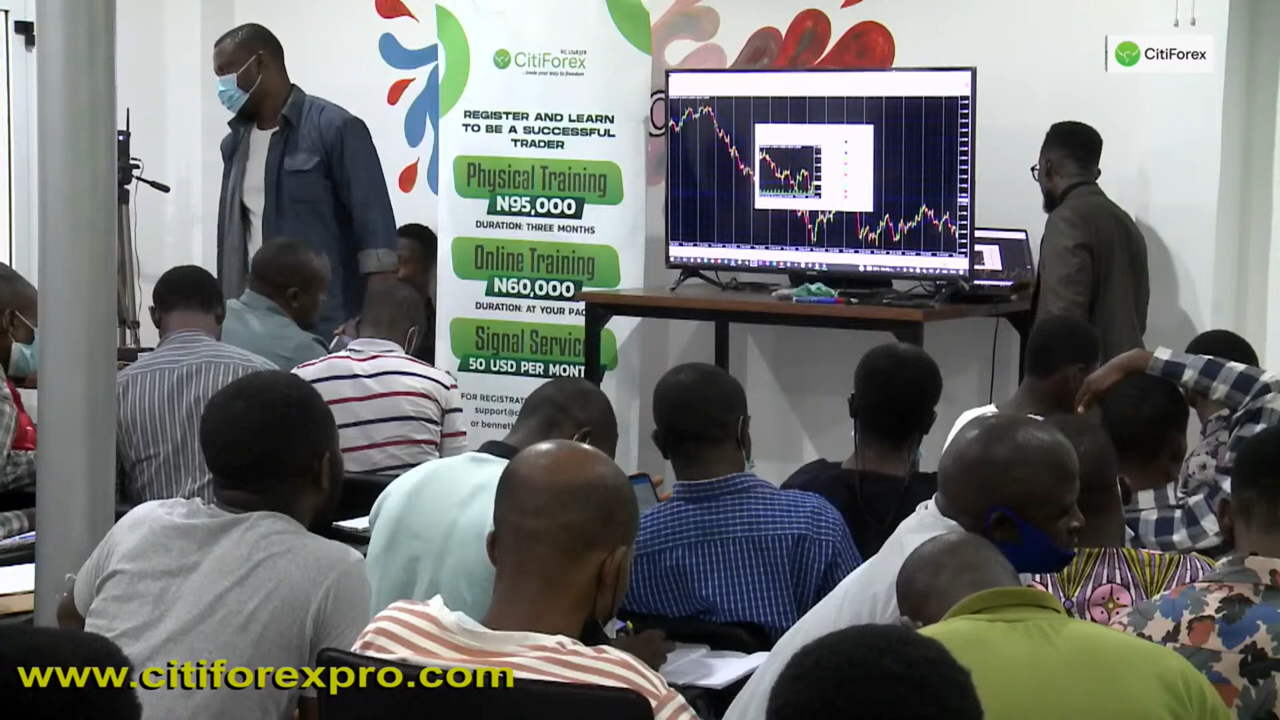 CitiForex
...trade your way to freedom
REGISTER AND LEARN
TO BE A SUCCESSFUL
TRADER
Physical Training
N95,000
DURATION: THREE MONTHS
Online Training
N60,000
DURATION: AT YOUR PAC
Signal Servic
50 USD PER MONT
FOR REGISTRAT
support@c
or bennet
CitiForex
www.citiforexpro.com